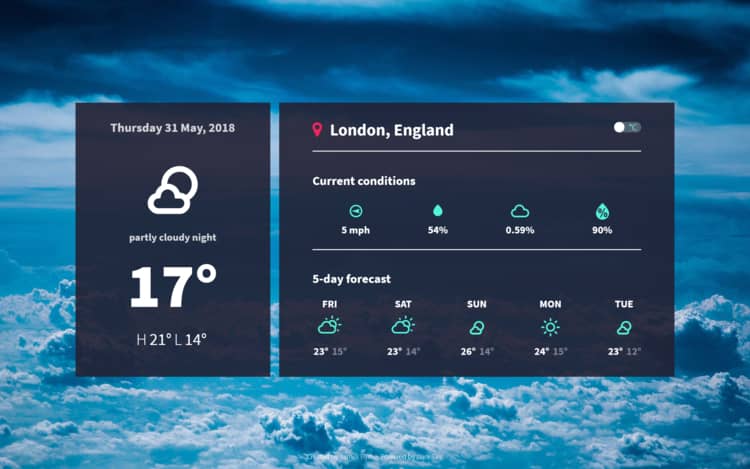 Thursday 31 May, 2018
partly cloudy night
17°
H 21° L 14°
London, England
°C
Current conditions
5 mph
54%
0.59%
%
90%
5-day forecast
FRI SAT SUN MON TUE
23° 15° 23° 14° 26° 14° 24° 15° 23° 12°